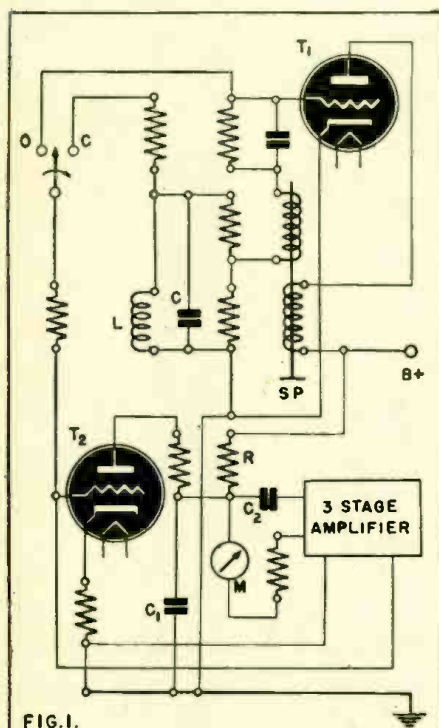 T1
O
C
C
L
SP
B+
T2
R
C2
3 STAGE
AMPLIFIER
M
C1
FIG.1.